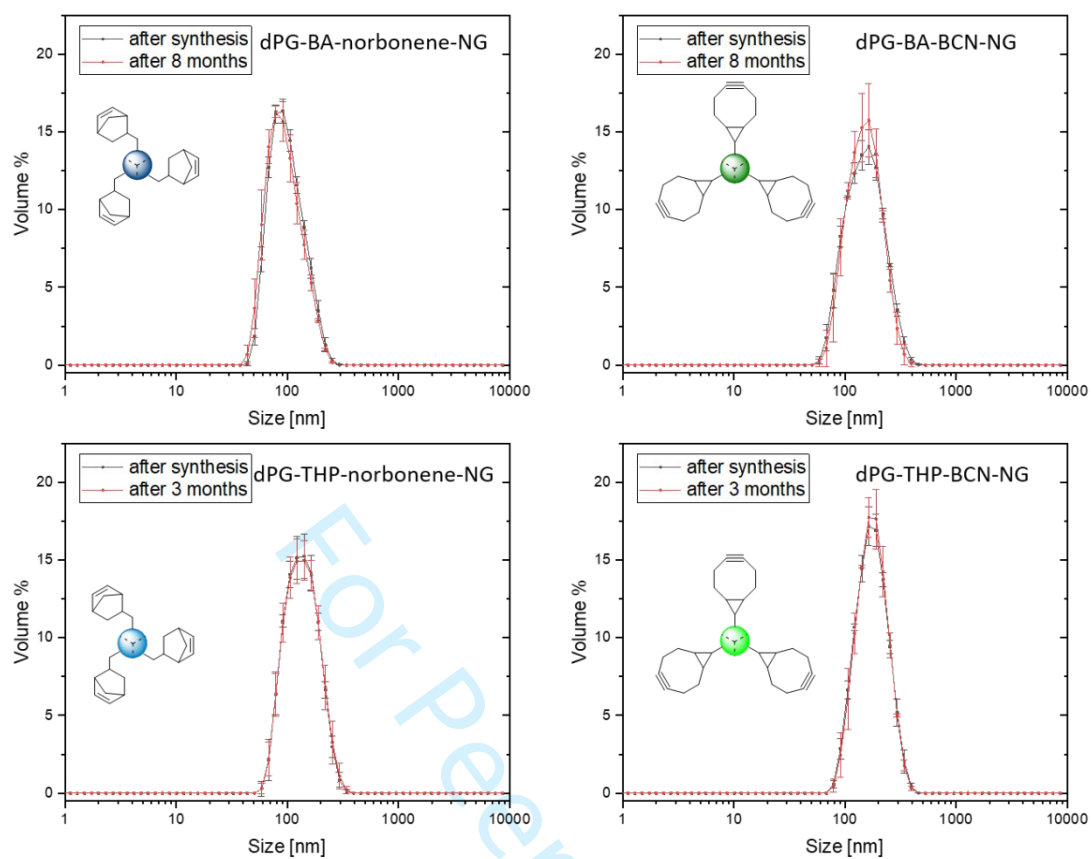 dPG-BA-norbonene-NG
after synthesis
after 8 months
20
15
10
5
0
Volume %
1
10
100
1000
10000
Size [nm]
dPG-BA-BCN-NG
after synthesis
after 8 months
20
15
10
5
0
Volume %
1
10
100
1000
10000
Size [nm]
dPG-THP-norbonene-NG
after synthesis
after 3 months
20
15
10
5
0
Volume %
1
10
100
1000
10000
Size [nm]
dPG-THP-BCN-NG
after synthesis
after 3 months
20
15
10
5
0
Volume %
1
10
100
1000
10000
Size [nm]
For Peer